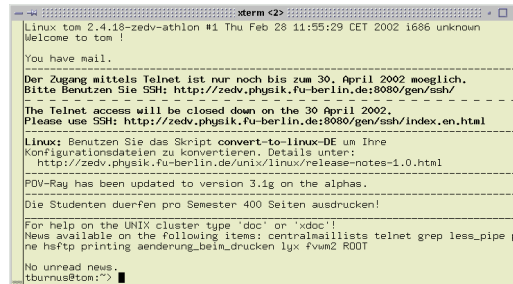 xterm <2>
Linux tom 2.4.18-zedv-athlon #1 Thu Feb 28 11:55:29 CET 2002 i686 unknown
Welcome to tom !
You have mail.
Der Zugang mittels Telnet ist nur noch bis zum 30. April 2002 moeglich.
Bitte Benutzen Sie SSH: http://zedv.physik.fu-berlin.de:8080/gen/ssh/
The Telnet access will be closed down on the 30 April 2002.
Please use SSH: http://zedv.physik.fu-berlin.de:8080/gen/ssh/index.en.html
Linux: Benutzen Sie das Skript convert-to-linux-DE um Ihre
Konfigurationsdateien zu konvertieren. Details unter:
http://zedv.physik.fu-berlin.de/unix/linux/release-notes-1.0.html
POV-Ray has been updated to version 3.1g on the alphas.
Die Studenten duerfen pro Semester 400 Seiten ausdrucken!
For help on the UNIX cluster type 'doc' or 'xdoc'!
News available on the following items: centralmaillists telnet grep less_pipe p
ne hsftp printing aenderung_beim_drucken lyx fvwm2 ROOT
No unread news.
tburnus@tom:~>